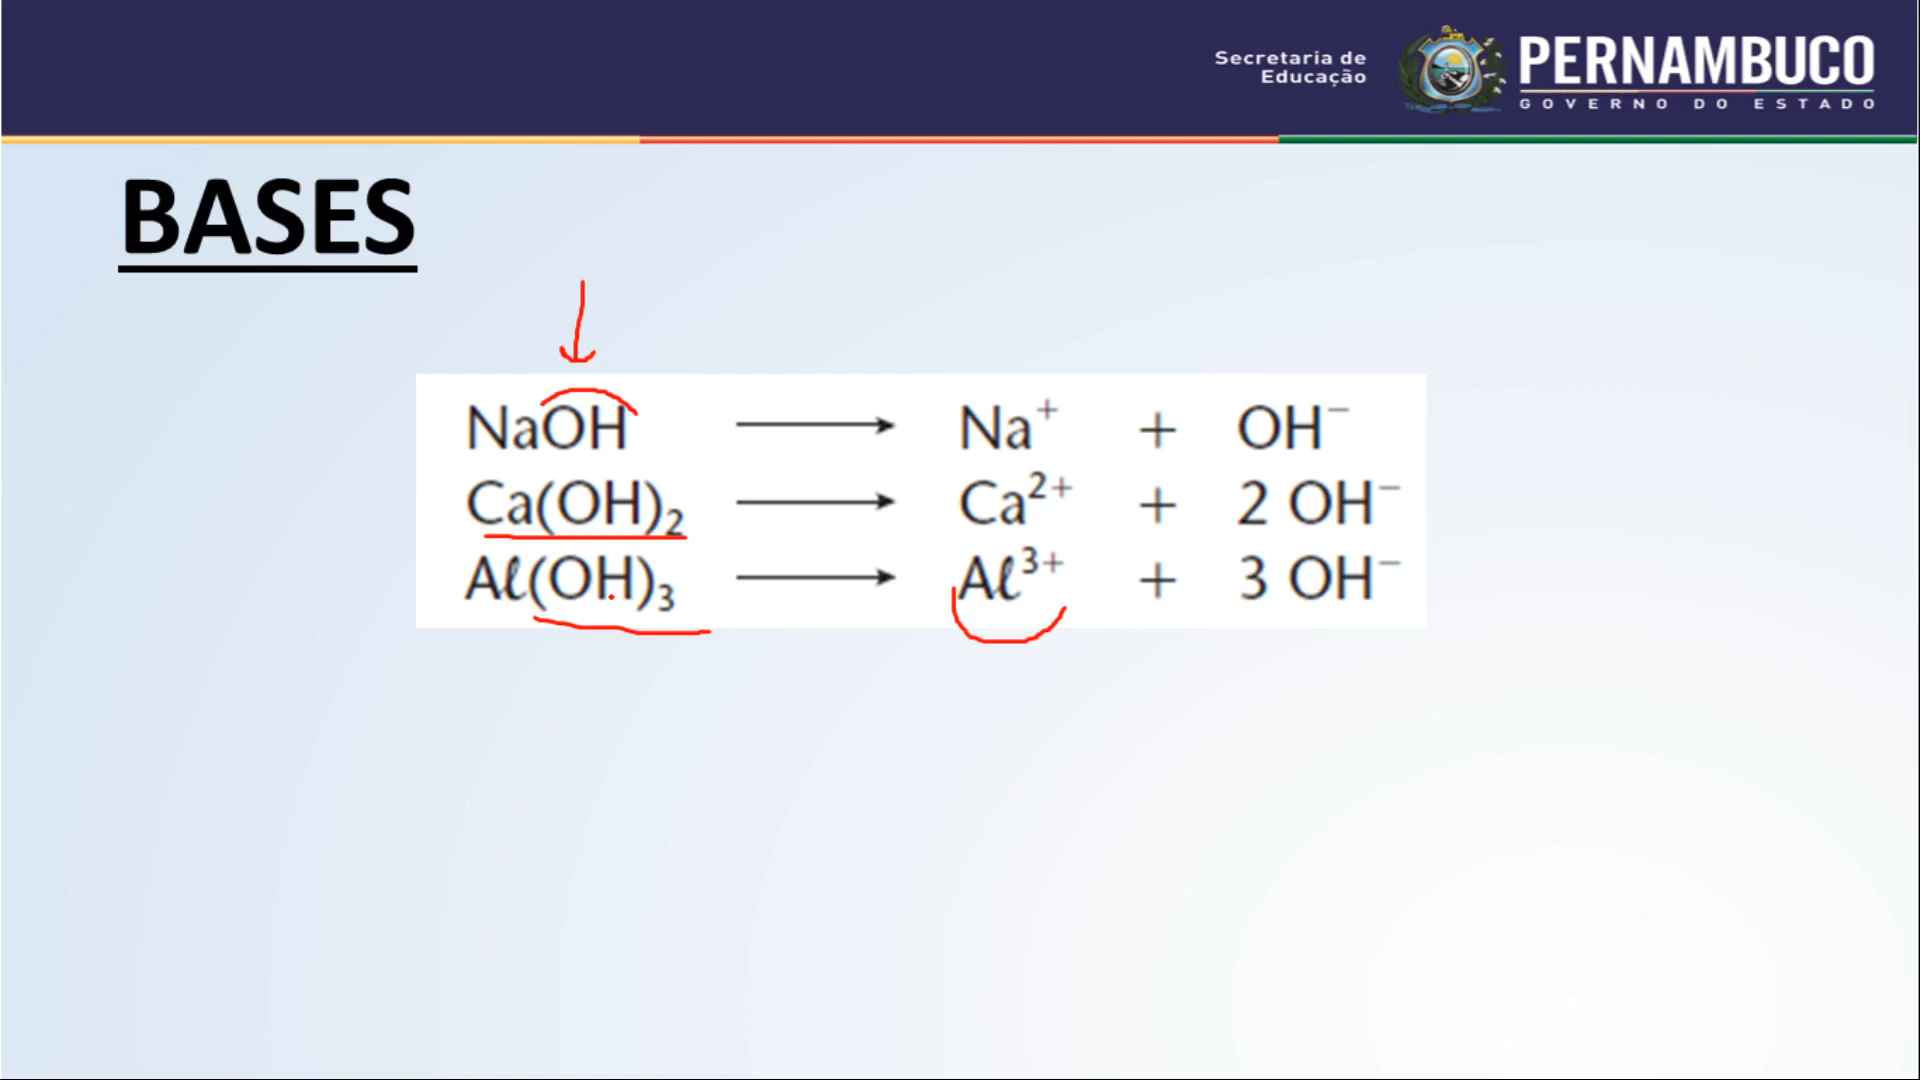 Secretaria de
Educação
PERNAMBUCO
GOVERNO DO ESTADO
BASES
NaOH ⟶ Na⁺ + OH⁻
Ca(OH)₂ ⟶ Ca²⁺ + 2 OH⁻
Aℓ(OH)₃ ⟶ Aℓ³⁺ + 3 OH⁻